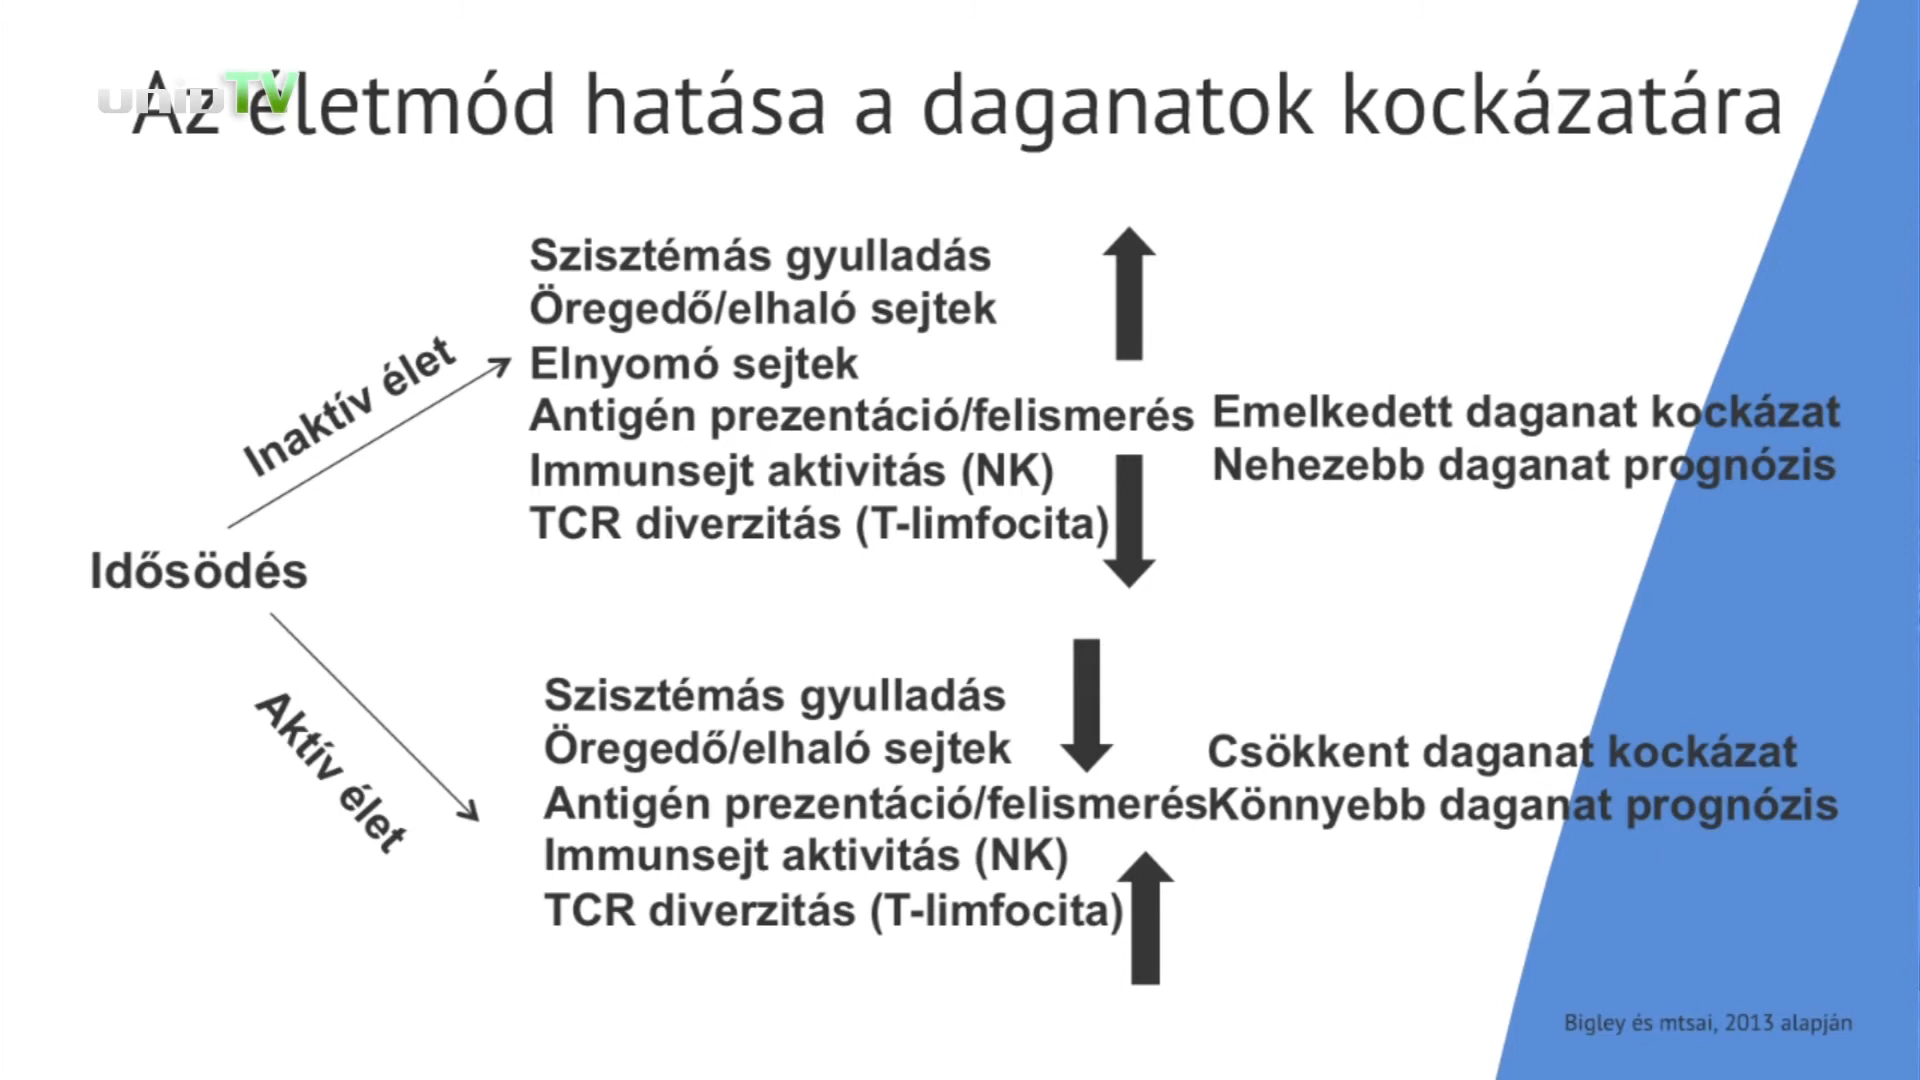 Az életmód hatása a daganatok kockázatára
unideb TV
Szisztémás gyulladás
Öregedő/elhaló sejtek
Elnyomó sejtek
Antigén prezentáció/felismerés
Immunsejt aktivitás (NK)
TCR diverzitás (T-limfocita)
Emelkedett daganat kockázat
Nehezebb daganat prognózis
Inaktív élet
Idősödés
Aktív élet
Szisztémás gyulladás
Öregedő/elhaló sejtek
Antigén prezentáció/felismerés
Immunsejt aktivitás (NK)
TCR diverzitás (T-limfocita)
Csökkent daganat kockázat
Könnyebb daganat prognózis
Bigley és mtsai, 2013 alapján